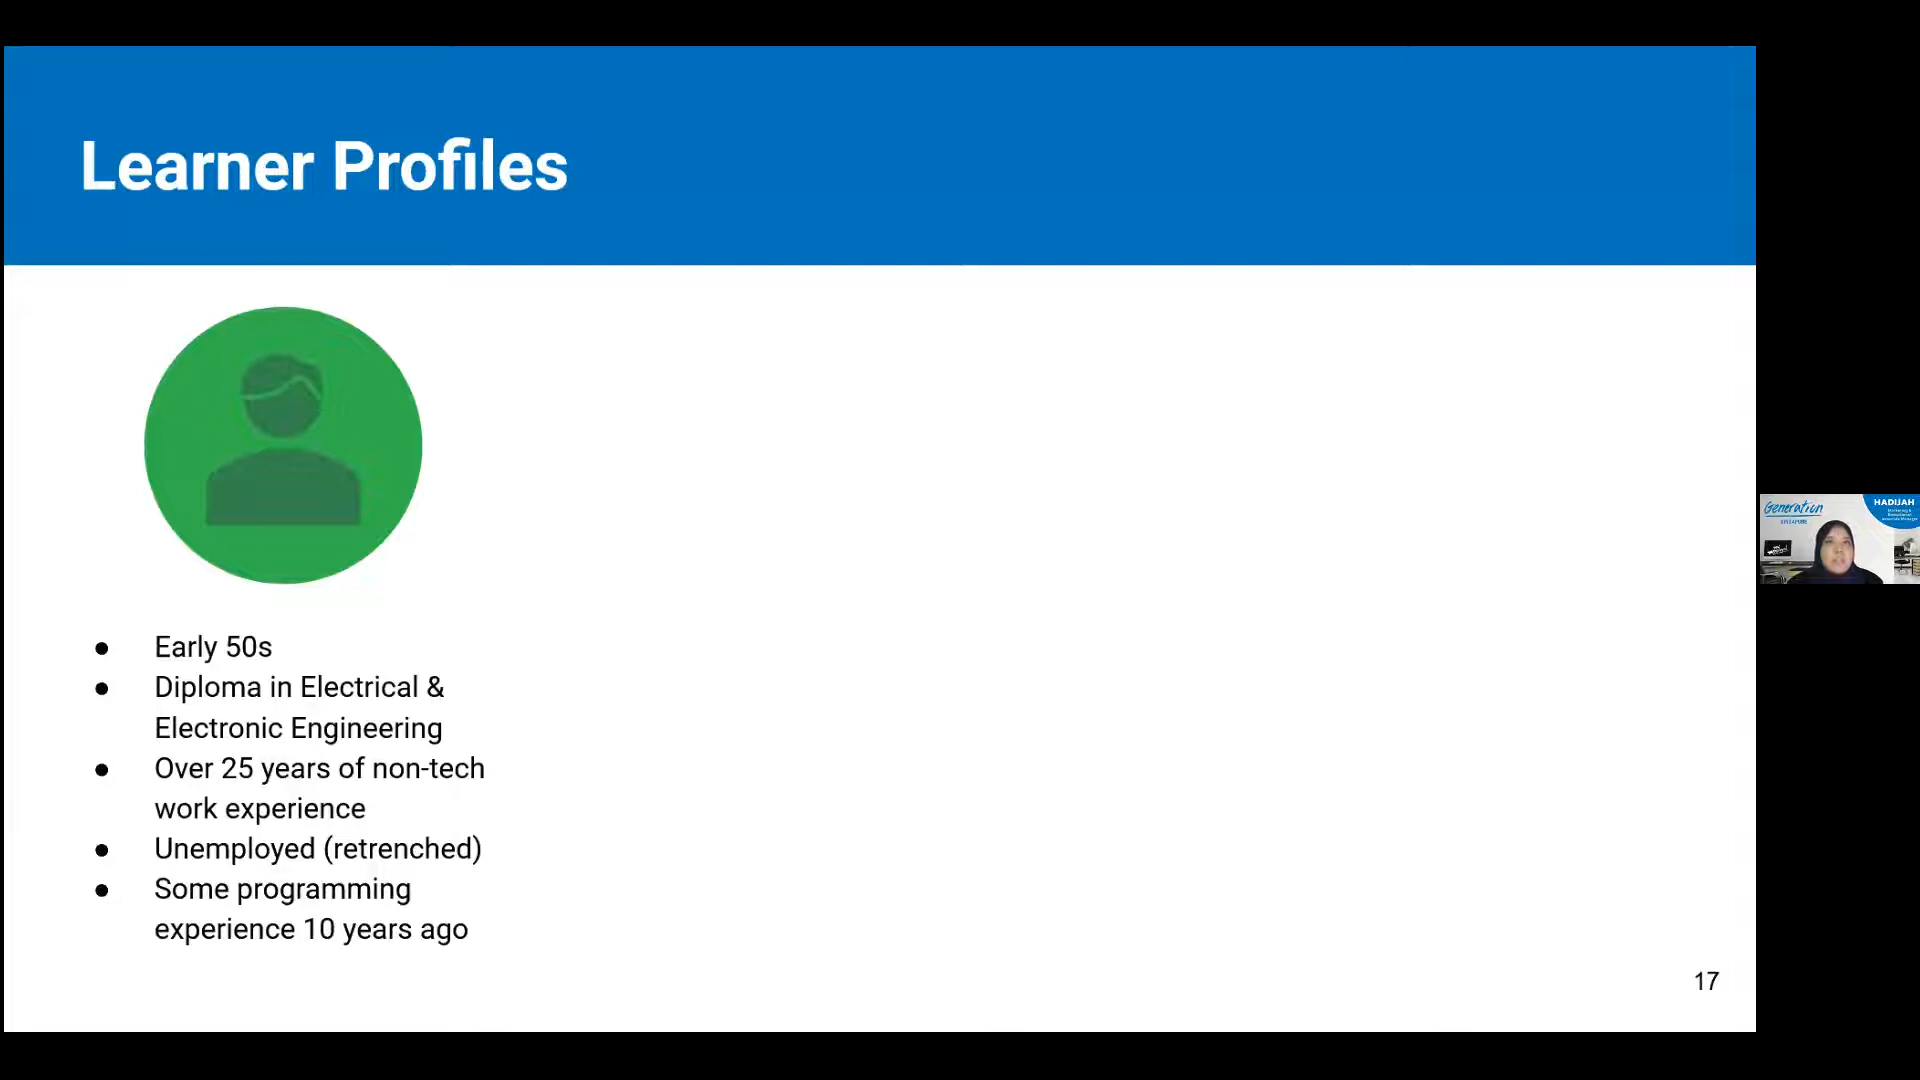 Learner Profiles
● Early 50s
● Diploma in Electrical &
Electronic Engineering
● Over 25 years of non-tech
work experience
● Unemployed (retrenched)
● Some programming
experience 10 years ago
17
Generation
SINGAPORE
HADIJAH